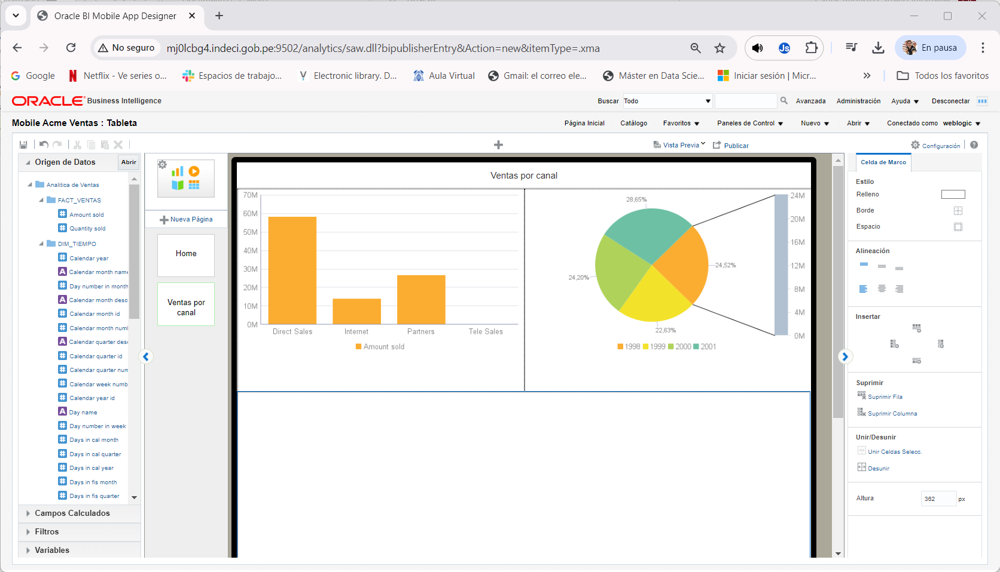 Oracle BI Mobile App Designer
No seguro
mj0lcbg4.indeci.gob.pe:9502/analytics/saw.dll?bipublisherEntry&Action=new&itemType=.xma
En pausa
Google
Netflix - Ve series o...
Espacios de trabajo...
Electronic library. D...
Aula Virtual
Gmail: el correo ele...
Máster en Data Scie...
Iniciar sesión | Micr...
Todos los favoritos
ORACLE Business Intelligence
Buscar
Todo
Avanzada
Administración
Ayuda
Desconectar
Mobile Acme Ventas : Tableta
Página Inicial
Catálogo
Favoritos
Paneles de Control
Nuevo
Abrir
Conectado como weblogic
Vista Previa
Publicar
Configuración
Origen de Datos
Abrir
Analitica de Ventas
FACT_VENTAS
Amount sold
Quantity sold
DIM_TIEMPO
Calendar year
Calendar month name
Day number in month
Calendar month desc
Calendar month id
Calendar month numl
Calendar quarter des
Calendar quarter id
Calendar quarter num
Calendar week numb
Calendar year id
Day name
Day number in week
Days in cal month
Days in cal quarter
Days in cal year
Days in fis month
Days in fis quarter
Campos Calculados
Filtros
Variables
Nueva Página
Home
Ventas por
canal
Ventas por canal
70M
60M
50M
40M
30M
20M
10M
0M
Direct Sales
Internet
Partners
Tele Sales
Amount sold
28,65%
24,52%
24,20%
22,63%
24M
20M
16M
12M
8M
4M
0M
1998
1999
2000
2001
Celda de Marco
Estilo
Relleno
Borde
Espacio
Alineación
Insertar
Suprimir
Suprimir Fila
Suprimir Columna
Unir/Desunir
Unir Celdas Selecc.
Desunir
Altura
362
px